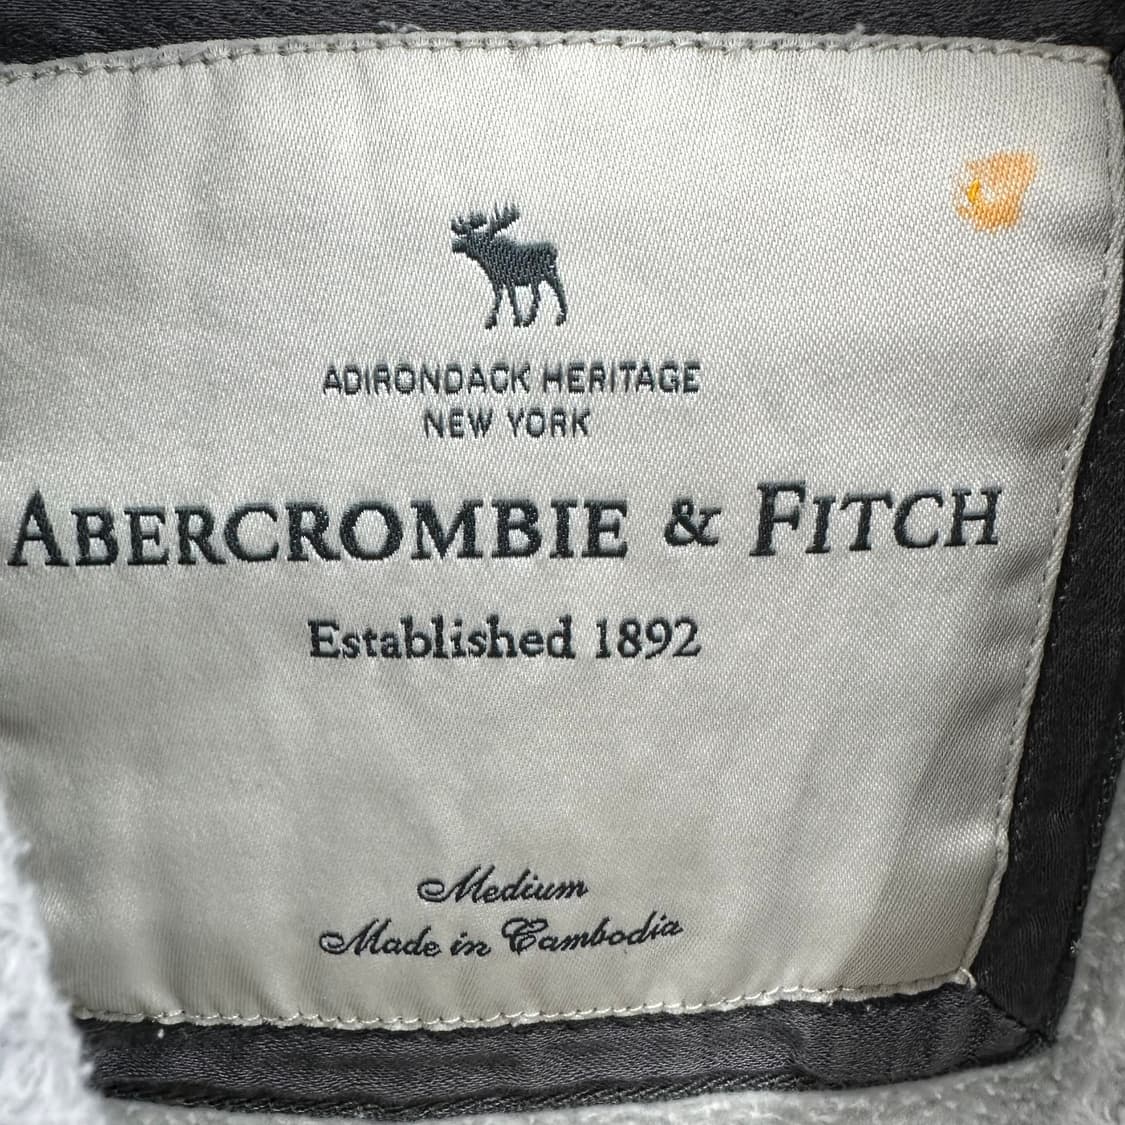 ADIRONDACK HERITAGE
NEW YORK
ABERCROMBIE & FITCH
Established 1892
Medium
Made in Cambodia